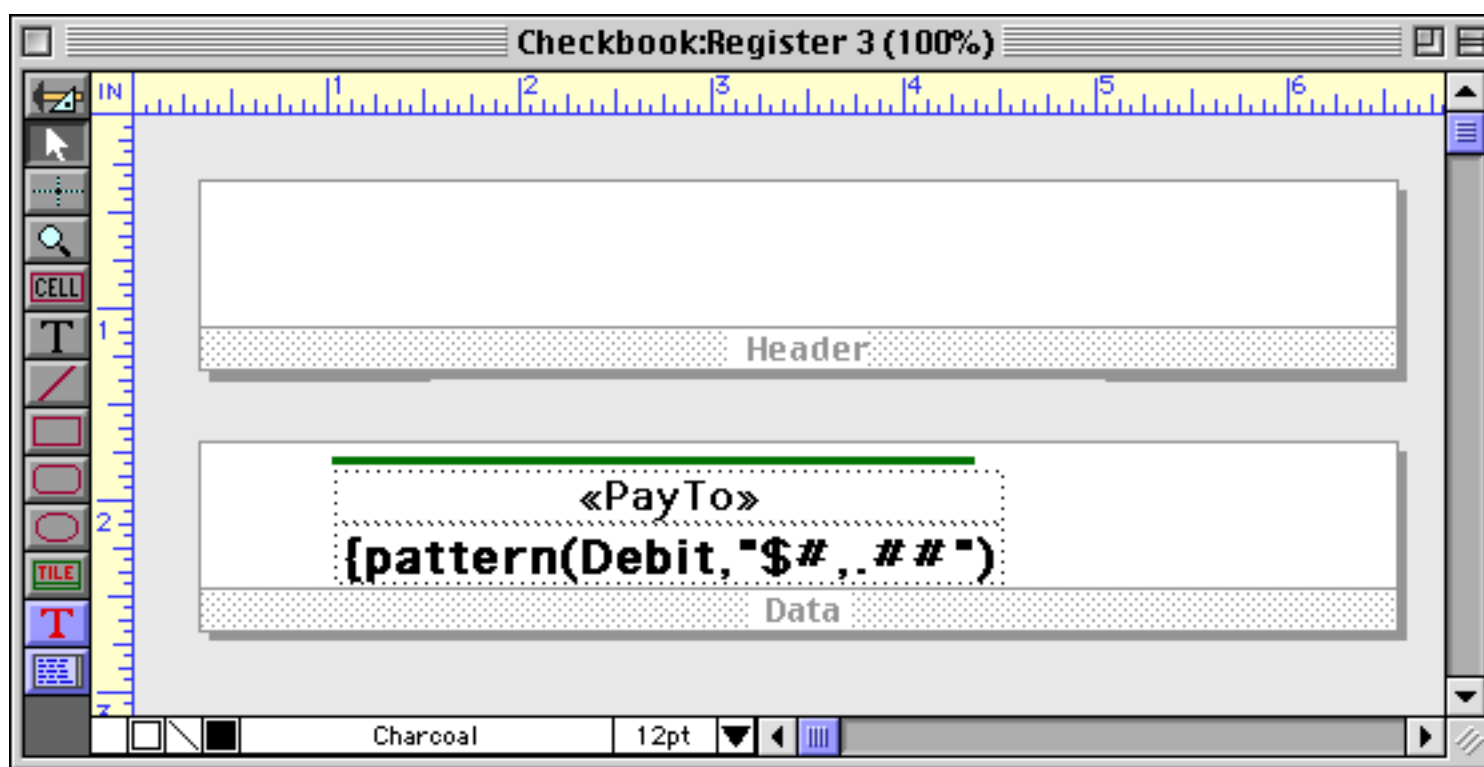 Checkbook:Register 3 (100%)
IN 1 2 3 4 5 6
CELL
T
1
Header
«PayTo»
2
{pattern(Debit,"$#,.##")
TILE
Data
T
3
Charcoal 12pt